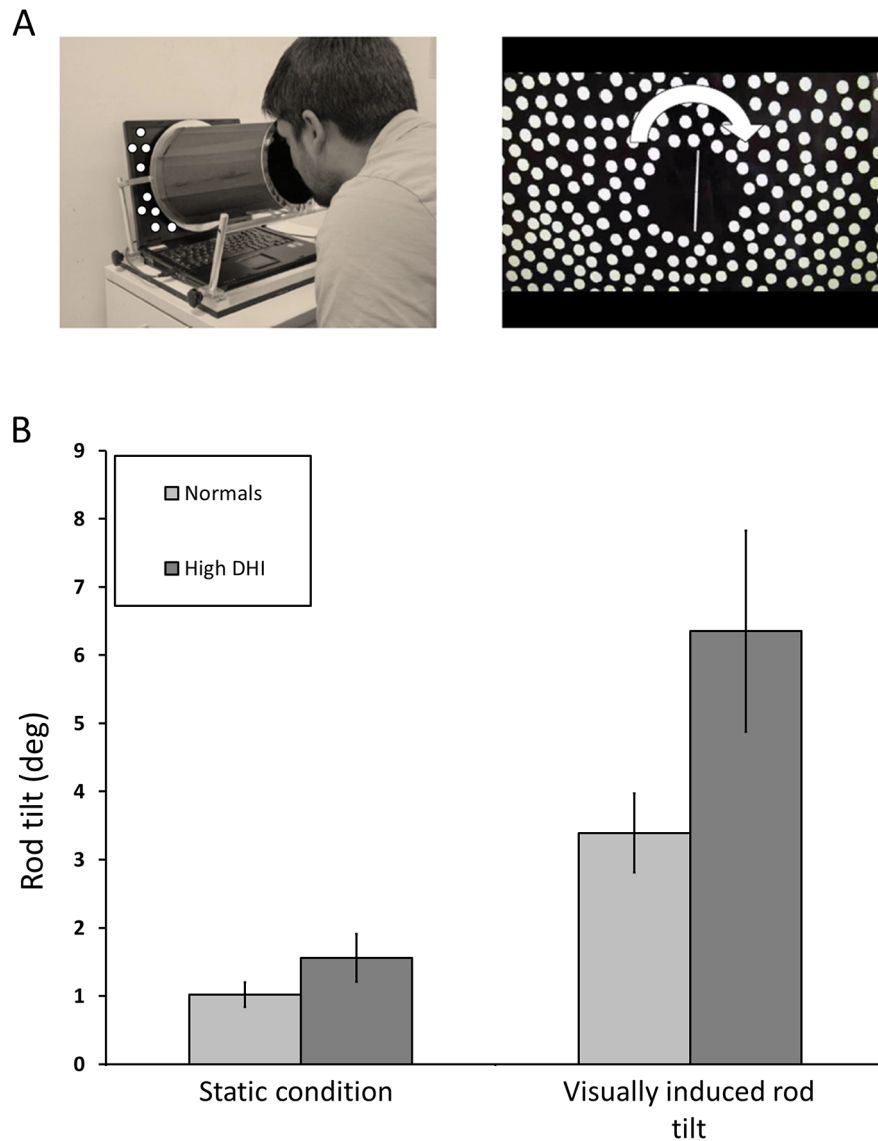 A
B
9
8
7
6
5
4
3
2
1
0
Rod tilt (deg)
Normals
High DHI
Static condition
Visually induced rod
tilt